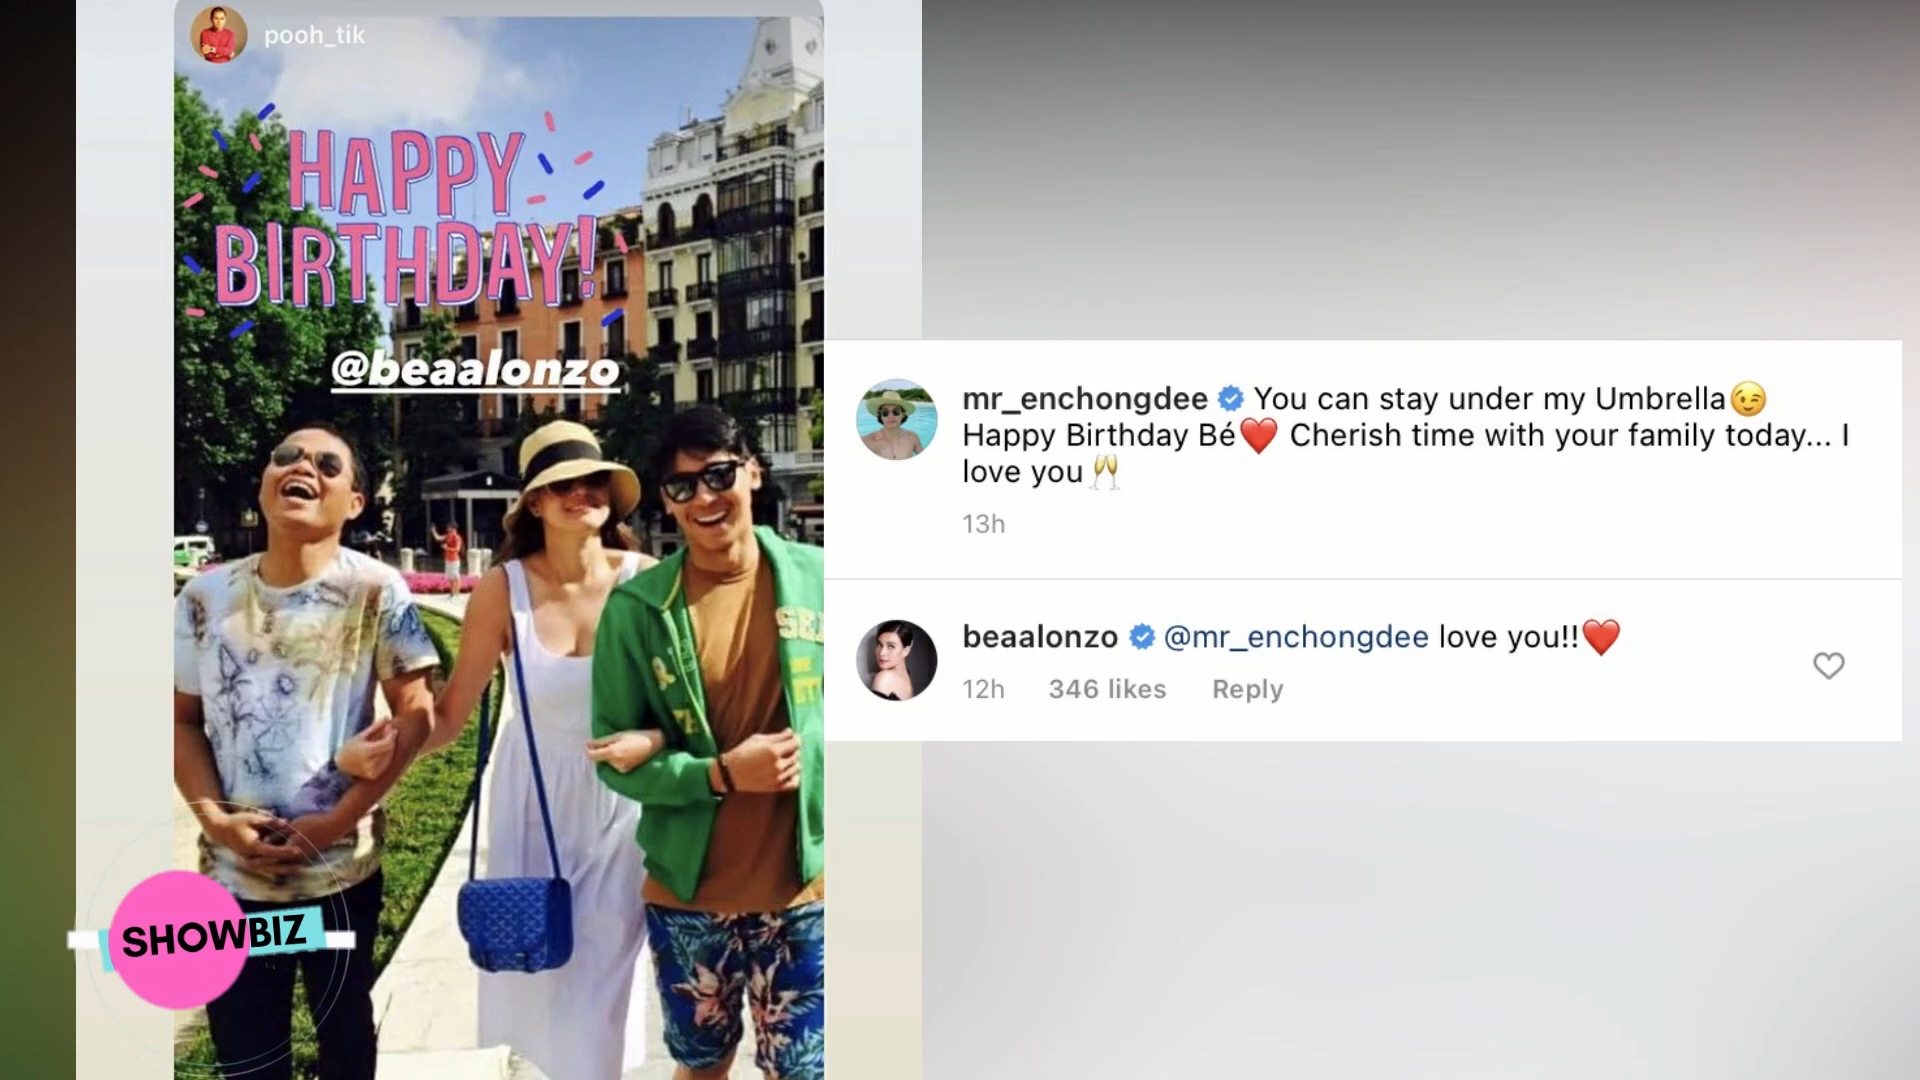 pooh_tik
HAPPY
BIRTHDAY!
@beaalonzo
mr_enchongdee You can stay under my Umbrella😉
Happy Birthday Bé❤️ Cherish time with your family today... I
love you🥂
13h
beaalonzo @mr_enchongdee love you!!❤️
12h 346 likes Reply
SHOWBIZ